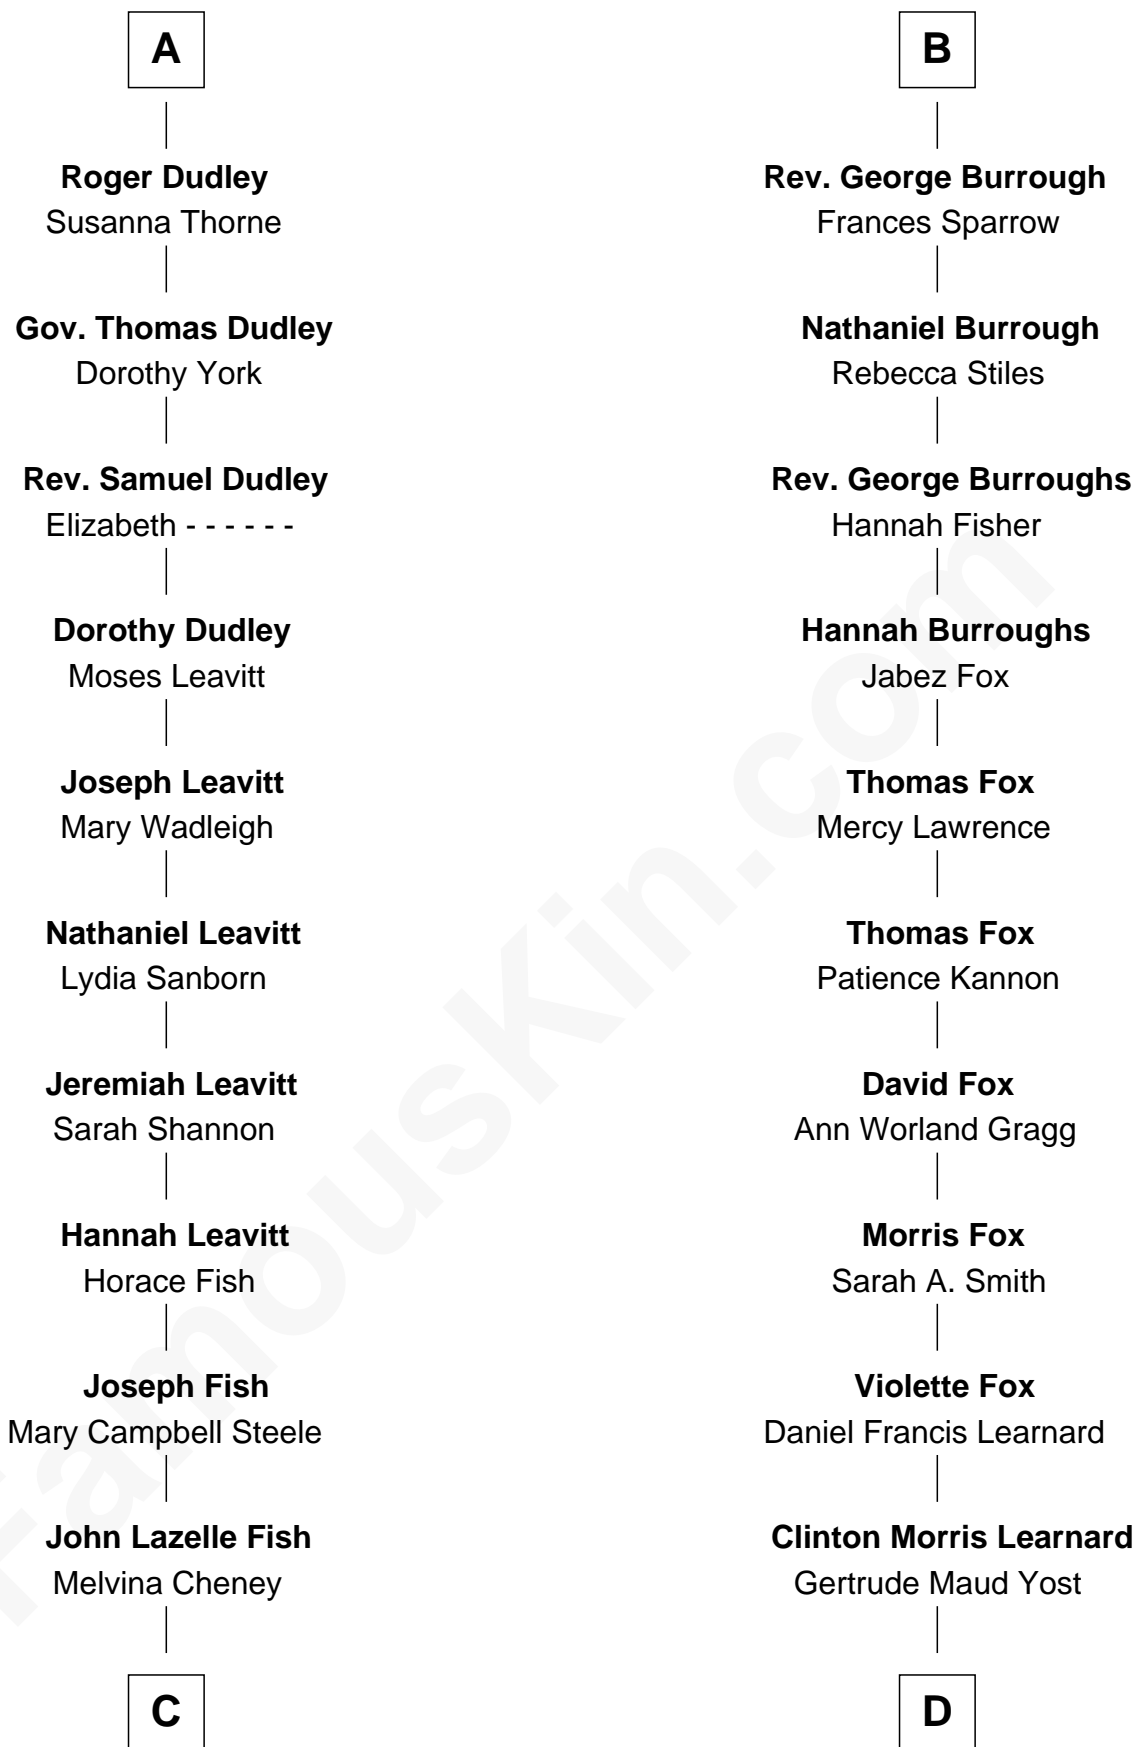 A
Roger Dudley
Susanna Thorne
Gov. Thomas Dudley
Dorothy York
Rev. Samuel Dudley
Elizabeth - - - - - -
Dorothy Dudley
Moses Leavitt
Joseph Leavitt
Mary Wadleigh
Nathaniel Leavitt
Lydia Sanborn
Jeremiah Leavitt
Sarah Shannon
Hannah Leavitt
Horace Fish
Joseph Fish
Mary Campbell Steele
John Lazelle Fish
Melvina Cheney
C
B
Rev. George Burrough
Frances Sparrow
Nathaniel Burrough
Rebecca Stiles
Rev. George Burroughs
Hannah Fisher
Hannah Burroughs
Jabez Fox
Thomas Fox
Mercy Lawrence
Thomas Fox
Patience Kannon
David Fox
Ann Worland Gragg
Morris Fox
Sarah A. Smith
Violette Fox
Daniel Francis Learnard
Clinton Morris Learnard
Gertrude Maud Yost
D
FamousKin.com